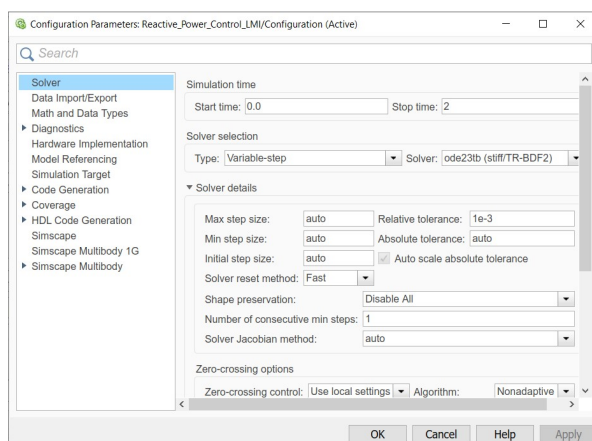 Configuration Parameters: Reactive_Power_Control_LMI/Configuration (Active)
Search
Solver
Data Import/Export
Math and Data Types
Diagnostics
Hardware Implementation
Model Referencing
Simulation Target
Code Generation
Coverage
HDL Code Generation
Simscape
Simscape Multibody 1G
Simscape Multibody
Simulation time
Start time: 0.0 Stop time: 2
Solver selection
Type: Variable-step Solver: ode23tb (stiff/TR-BDF2)
Solver details
Max step size: auto Relative tolerance: 1e-3
Min step size: auto Absolute tolerance: auto
Initial step size: auto Auto scale absolute tolerance
Solver reset method: Fast
Shape preservation: Disable All
Number of consecutive min steps: 1
Solver Jacobian method: auto
Zero-crossing options
Zero-crossing control: Use local settings Algorithm: Nonadaptive
OK Cancel Help Apply